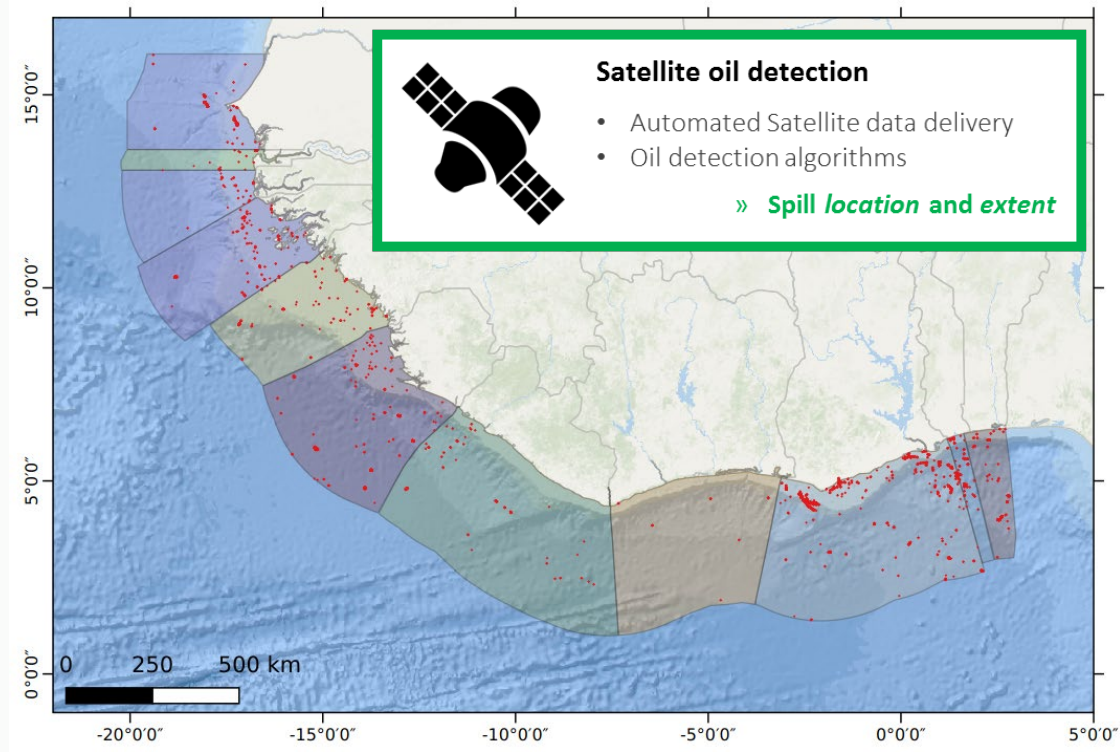 Satellite oil detection
• Automated Satellite data delivery
• Oil detection algorithms
» Spill location and extent
15°0′0″
10°0′0″
5°0′0″
0°0′0″
0 250 500 km
-20°0′0″ -15°0′0″ -10°0′0″ -5°0′0″ 0°0′0″ 5°0′0″